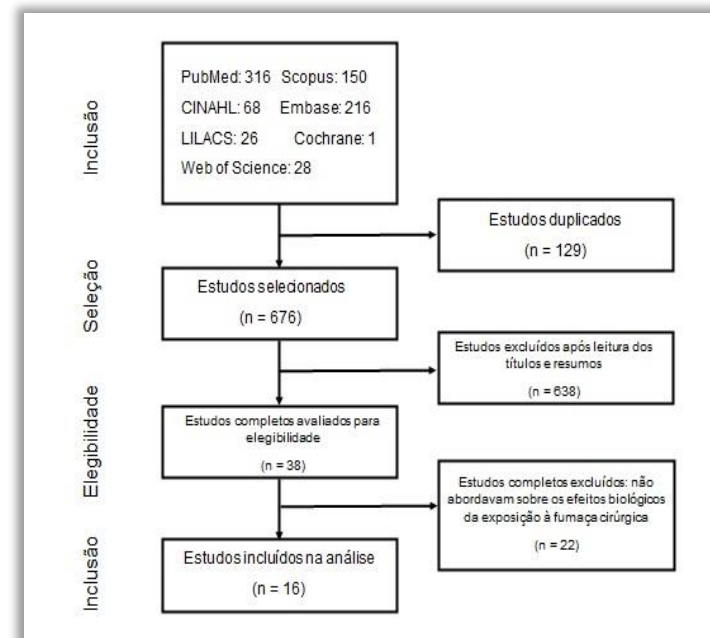 Inclusão
PubMed: 316 Scopus: 150
CINAHL: 68 Embase: 216
LILACS: 26 Cochrane: 1
Web of Science: 28
Estudos duplicados
(n = 129)
Seleção
Estudos selecionados
(n = 676)
Estudos excluídos após leitura dos
títulos e resumos
(n = 638)
Elegibilidade
Estudos completos avaliados para
elegibilidade
(n = 38)
Estudos completos excluídos: não
abordavam sobre os efeitos biológicos
da exposição à fumaça cirúrgica
(n = 22)
Inclusão
Estudos incluídos na análise
(n = 16)